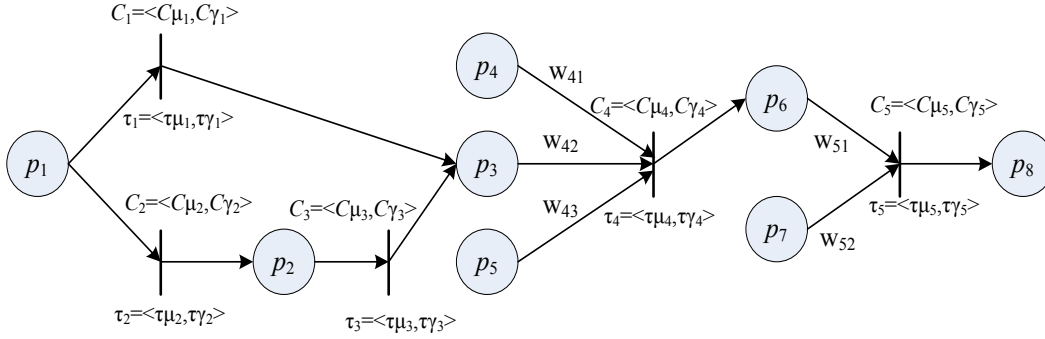 C₁=<Cμ₁,Cγ₁>
p₄
w₄₁
C₄=<Cμ₄,Cγ₄>
p₆
C₅=<Cμ₅,Cγ₅>
τ₁=<τμ₁,τγ₁>
p₁
p₃
w₄₂
w₅₁
p₈
C₂=<Cμ₂,Cγ₂>
C₃=<Cμ₃,Cγ₃>
w₄₃
τ₄=<τμ₄,τγ₄>
τ₅=<τμ₅,τγ₅>
p₇
w₅₂
p₂
p₅
τ₂=<τμ₂,τγ₂>
τ₃=<τμ₃,τγ₃>